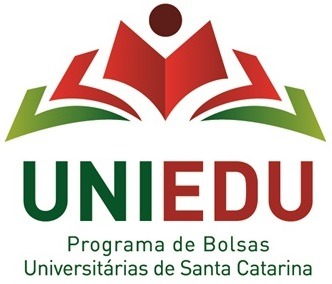 UNIEDU
Programa de Bolsas
Universitárias de Santa Catarina